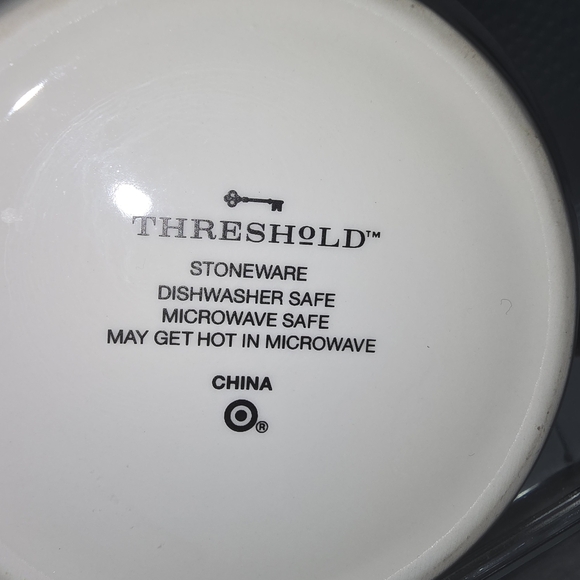 THRESHOLD™
STONEWARE
DISHWASHER SAFE
MICROWAVE SAFE
MAY GET HOT IN MICROWAVE
CHINA
®